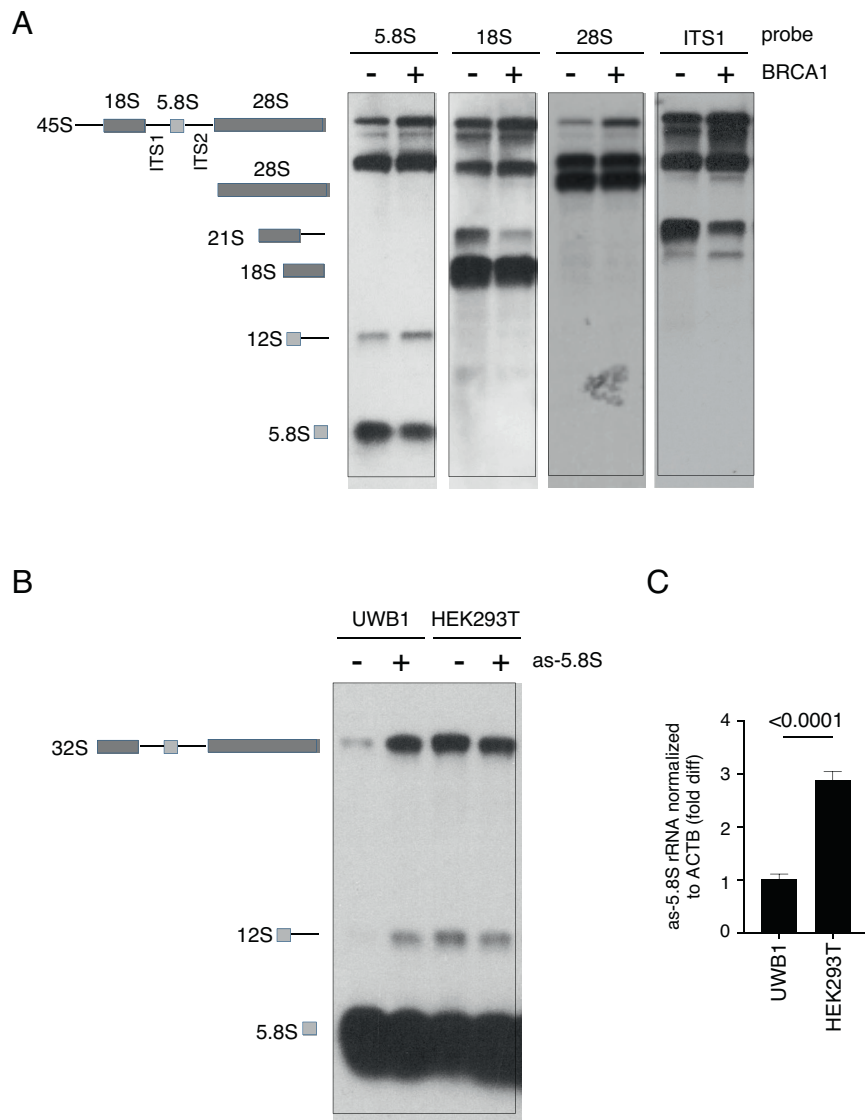 A
5.8S 18S 28S ITS1 probe
- + - + - + - + BRCA1
18S 5.8S 28S
45S
ITS1 ITS2
28S
21S
18S
12S
5.8S
B
UWB1 HEK293T
- + - + as-5.8S
32S
12S
5.8S
C
<0.0001
4
3
2
1
0
as-5.8S rRNA normalized
to ACTB (fold diff)
UWB1
HEK293T